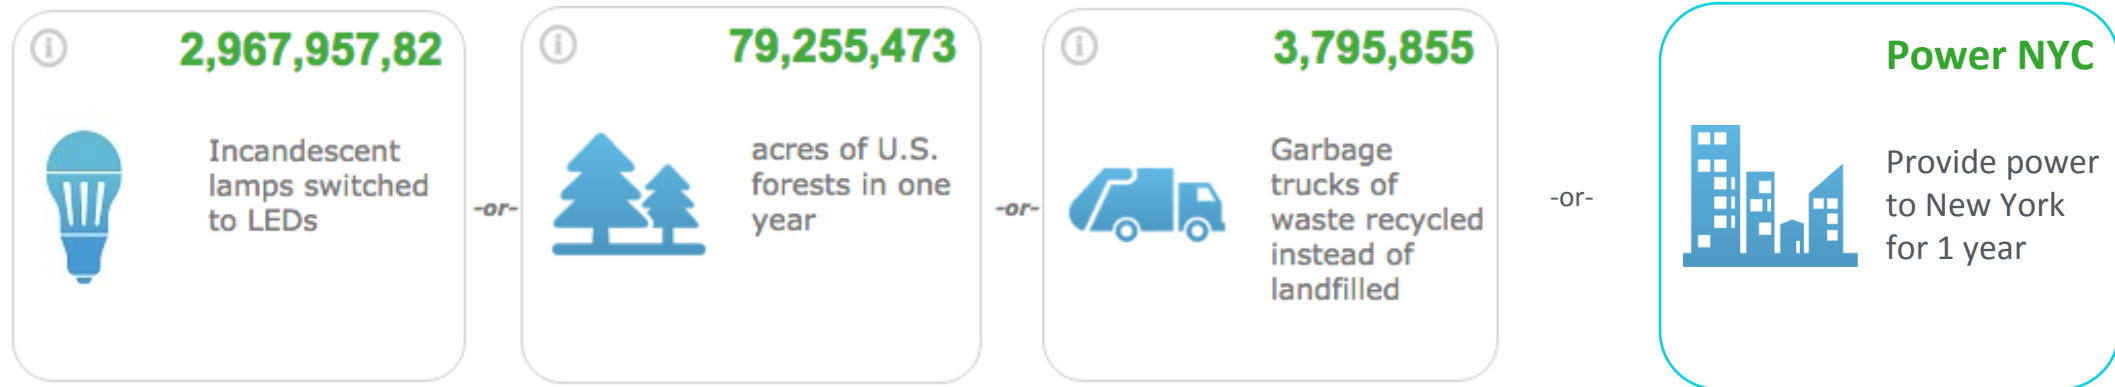 2,967,957,82
Incandescent
lamps switched
to LEDs
-or-
79,255,473
acres of U.S.
forests in one
year
-or-
3,795,855
Garbage
trucks of
waste recycled
instead of
landfilled
-or-
Power NYC
Provide power
to New York
for 1 year